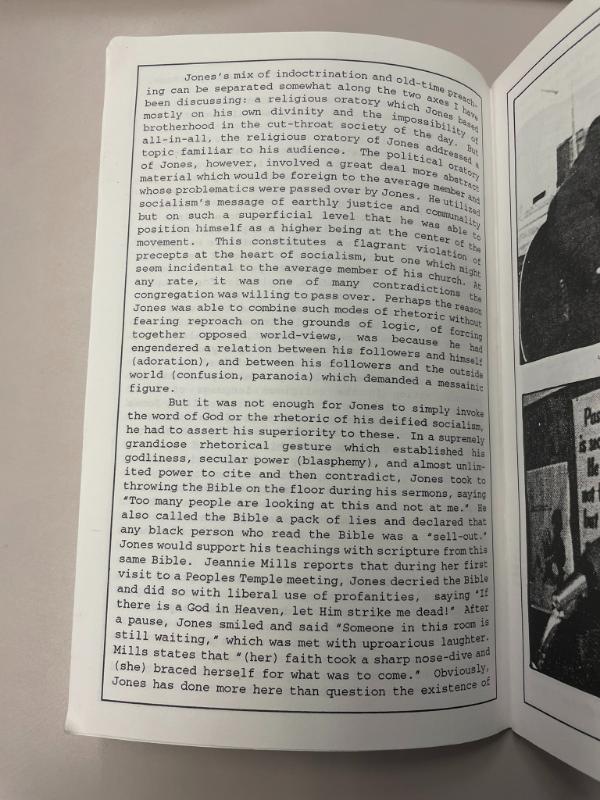 Jones's mix of indoctrination and old-time preach-
ing can be separated somewhat along the two axes I have
been discussing: a religious oratory which Jones based
mostly on his own divinity and the impossibility of
brotherhood in the cut-throat society of the day. But
all-in-all, the religious oratory of Jones addressed a
topic familiar to his audience. The political oratory
of Jones, however, involved a great deal more abstract
material which would be foreign to the average member and
whose problematics were passed over by Jones. He utilized
socialism's message of earthly justice and communality
but on such a superficial level that he was able to
position himself as a higher being at the center of the
movement. This constitutes a flagrant violation of
precepts at the heart of socialism, but one which might
seem incidental to the average member of his church. At
any rate, it was one of many contradictions the
congregation was willing to pass over. Perhaps the reason
Jones was able to combine such modes of rhetoric without
fearing reproach on the grounds of logic, of forcing
together opposed world-views, was because he had
engendered a relation between his followers and himself
(adoration), and between his followers and the outside
world (confusion, paranoia) which demanded a messainic
figure.
But it was not enough for Jones to simply invoke
the word of God or the rhetoric of his deified socialism,
he had to assert his superiority to these. In a supremely
grandiose rhetorical gesture which established his
godliness, secular power (blasphemy), and almost unlim-
ited power to cite and then contradict, Jones took to
throwing the Bible on the floor during his sermons, saying
"Too many people are looking at this and not at me." He
also called the Bible a pack of lies and declared that
any black person who read the Bible was a "sell-out."
Jones would support his teachings with scripture from this
same Bible. Jeannie Mills reports that during her first
visit to a Peoples Temple meeting, Jones decried the Bible
and did so with liberal use of profanities, saying "If
there is a God in Heaven, let Him strike me dead!" After
a pause, Jones smiled and said "Someone in this room is
still waiting," which was met with uproarious laughter.
Mills states that "(her) faith took a sharp nose-dive and
(she) braced herself for what was to come." Obviously,
Jones has done more here than question the existence of